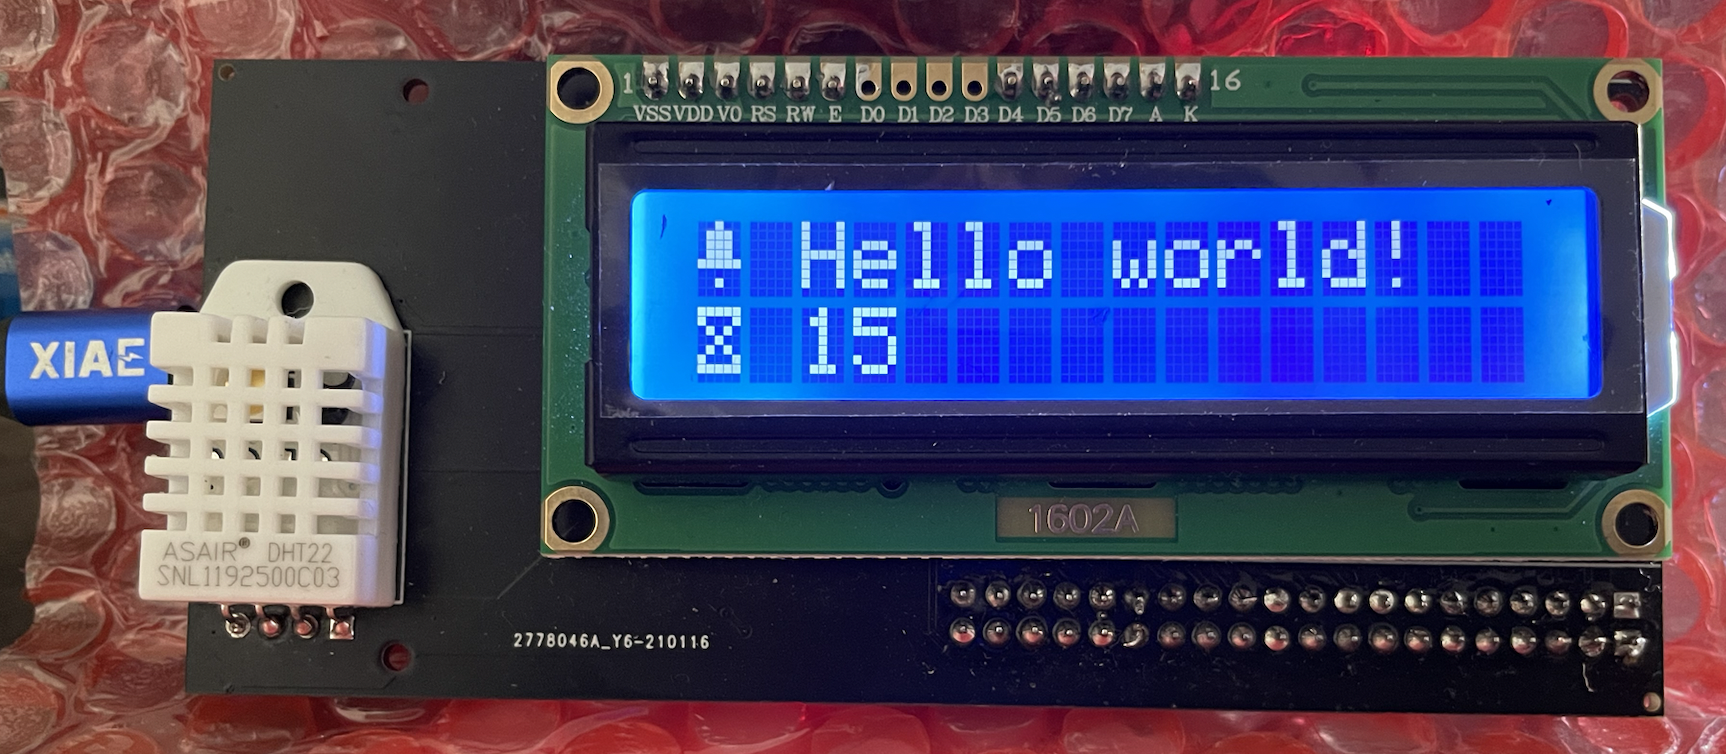 1 16
VSS VDD V0 RS RW E D0 D1 D2 D3 D4 D5 D6 D7 A K
Hello world!
15
XIAE
1602A
ASAIR® DHT22
SNL1192500C03
2778046A_Y6-210116